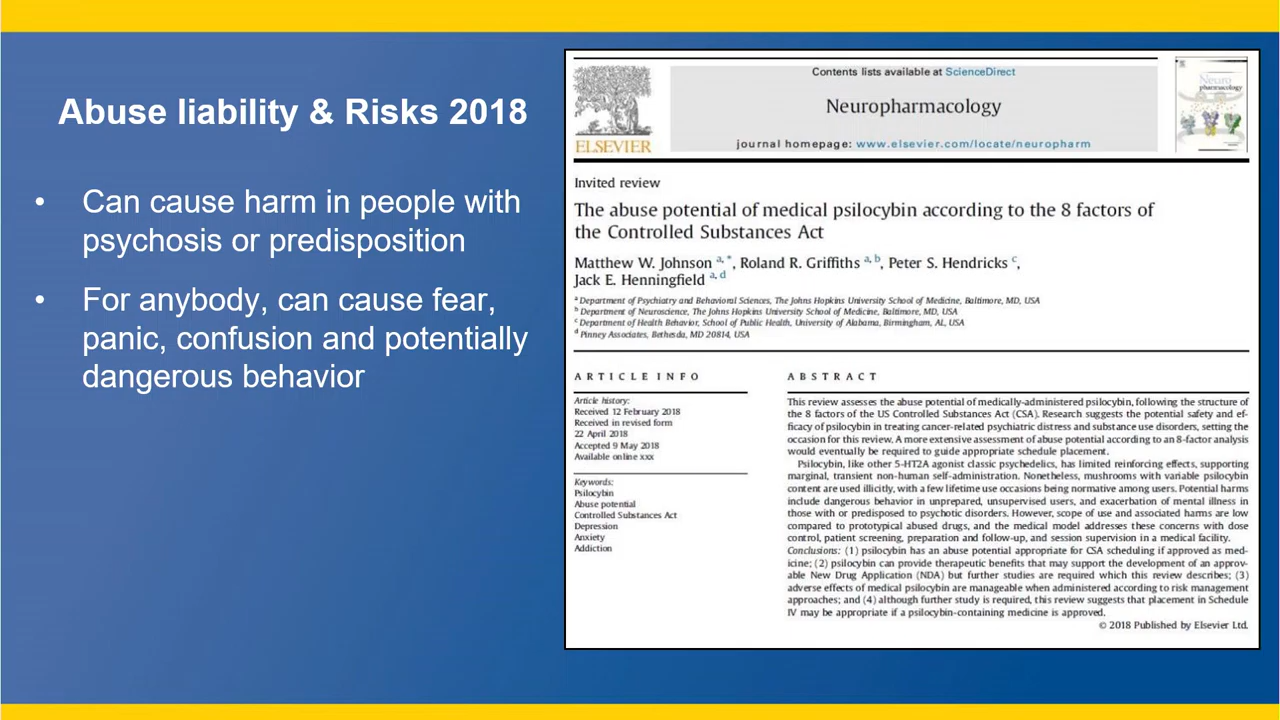 Abuse liability & Risks 2018
• Can cause harm in people with
psychosis or predisposition
• For anybody, can cause fear,
panic, confusion and potentially
dangerous behavior
ELSEVIER
Contents lists available at ScienceDirect
Neuropharmacology
journal homepage: www.elsevier.com/locate/neuropharm
Neuro
pharmacology
Invited review
The abuse potential of medical psilocybin according to the 8 factors of
the Controlled Substances Act
Matthew W. Johnson a, *, Roland R. Griffiths a, b, Peter S. Hendricks c,
Jack E. Henningfield a, d
a Department of Psychiatry and Behavioral Sciences, The Johns Hopkins University School of Medicine, Baltimore, MD, USA
b Department of Neuroscience, The Johns Hopkins University School of Medicine, Baltimore, MD, USA
c Department of Health Behavior, School of Public Health, University of Alabama, Birmingham, AL, USA
d Pinney Associates, Bethesda, MD 20814, USA
ARTICLE INFO
Article history:
Received 12 February 2018
Received in revised form
22 April 2018
Accepted 9 May 2018
Available online xxx
Keywords:
Psilocybin
Abuse potential
Controlled Substances Act
Depression
Anxiety
Addiction
ABSTRACT
This review assesses the abuse potential of medically-administered psilocybin, following the structure of
the 8 factors of the US Controlled Substances Act (CSA). Research suggests the potential safety and ef-
ficacy of psilocybin in treating cancer-related psychiatric distress and substance use disorders, setting the
occasion for this review. A more extensive assessment of abuse potential according to an 8-factor analysis
would eventually be required to guide appropriate schedule placement.
Psilocybin, like other 5-HT2A agonist classic psychedelics, has limited reinforcing effects, supporting
marginal, transient non-human self-administration. Nonetheless, mushrooms with variable psilocybin
content are used illicitly, with a few lifetime use occasions being normative among users. Potential harms
include dangerous behavior in unprepared, unsupervised users, and exacerbation of mental illness in
those with or predisposed to psychotic disorders. However, scope of use and associated harms are low
compared to prototypical abused drugs, and the medical model addresses these concerns with dose
control, patient screening, preparation and follow-up, and session supervision in a medical facility.
Conclusions: (1) psilocybin has an abuse potential appropriate for CSA scheduling if approved as med-
icine; (2) psilocybin can provide therapeutic benefits that may support the development of an approv-
able New Drug Application (NDA) but further studies are required which this review describes; (3)
adverse effects of medical psilocybin are manageable when administered according to risk management
approaches; and (4) although further study is required, this review suggests that placement in Schedule
IV may be appropriate if a psilocybin-containing medicine is approved.
© 2018 Published by Elsevier Ltd.